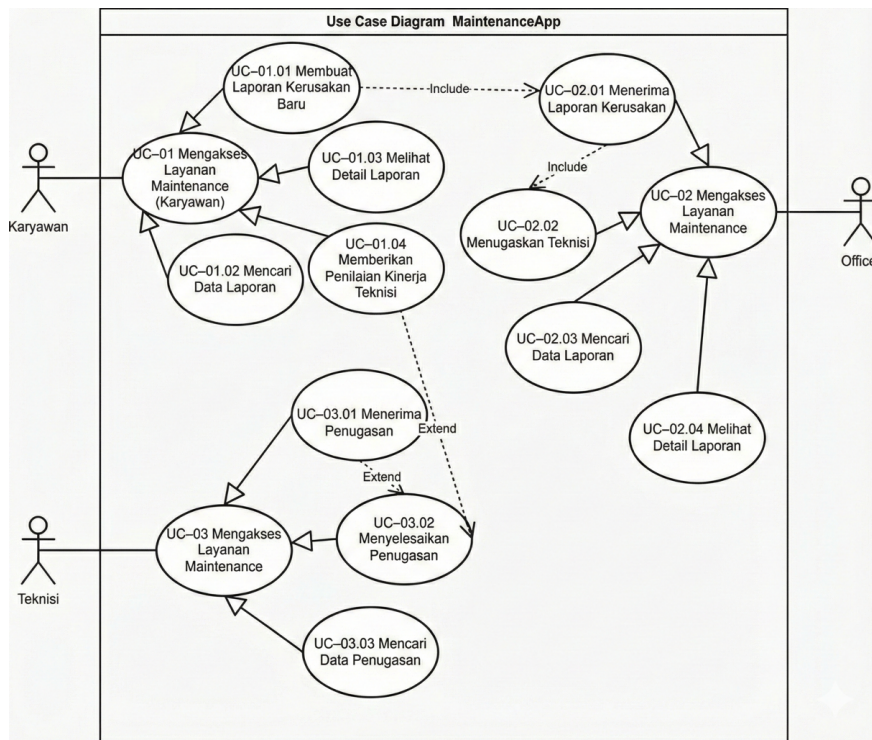 Use Case Diagram MaintenanceApp
UC–01.01 Membuat
Laporan Kerusakan
Baru
Include
UC–02.01 Menerima
Laporan Kerusakan
Karyawan
UC–01 Mengakses
Layanan
Maintenance
(Karyawan)
UC–01.03 Melihat
Detail Laporan
Include
UC–02 Mengakses
Layanan
Maintenance
Office
UC–02.02
Menugaskan Teknisi
UC–01.04
Memberikan
Penilaian Kinerja
Teknisi
UC–01.02 Mencari
Data Laporan
UC–02.03 Mencari
Data Laporan
UC–02.04 Melihat
Detail Laporan
UC–03.01 Menerima
Penugasan
Extend
Extend
Teknisi
UC–03 Mengakses
Layanan
Maintenance
UC–03.02
Menyelesaikan
Penugasan
UC–03.03 Mencari
Data Penugasan